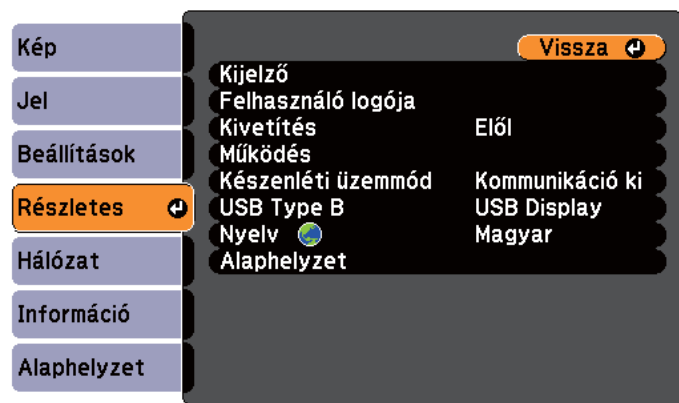 Kép
Jel
Beállítások
Részletes
Hálózat
Információ
Alaphelyzet
Vissza
Kijelző
Felhasználó logója
Kivetítés Elől
Működés
Készenléti üzemmód Kommunikáció ki
USB Type B USB Display
Nyelv Magyar
Alaphelyzet